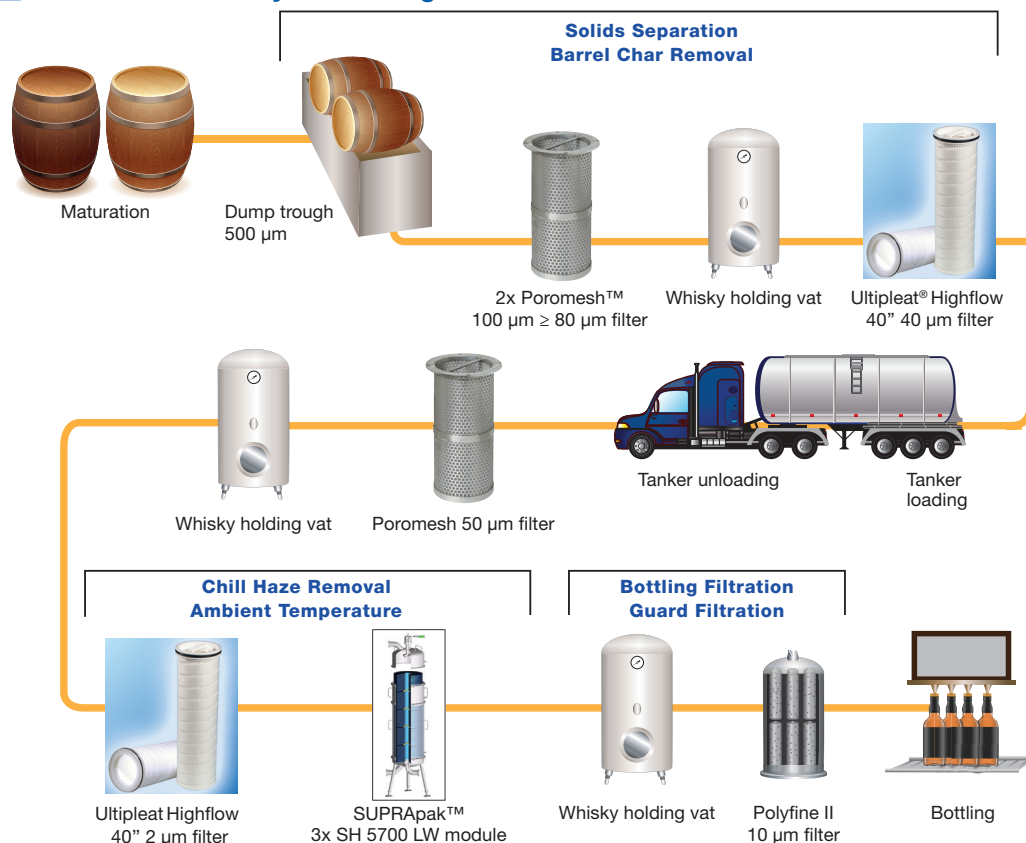 Solids Separation
Barrel Char Removal
Maturation
Dump trough
500 µm
2x Poromesh™
100 µm ≥ 80 µm filter
Whisky holding vat
Ultipleat® Highflow
40” 40 µm filter
Whisky holding vat
Poromesh 50 µm filter
Tanker unloading
Tanker
loading
Chill Haze Removal
Ambient Temperature
Bottling Filtration
Guard Filtration
Ultipleat Highflow
40” 2 um filter
SUPRApak™
3x SH 5700 LW module
Whisky holding vat
Polyfine II
10 µm filter
Bottling